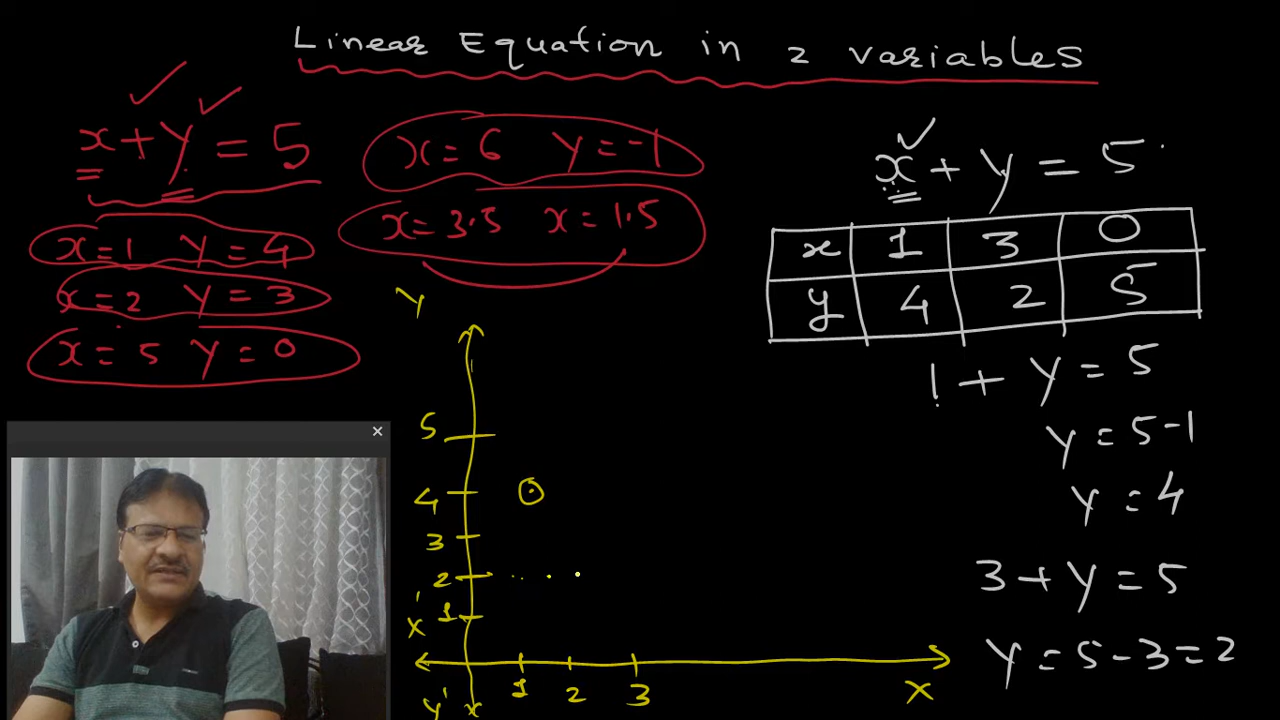 Linear Equation in 2 variables
x + y = 5
x = 6 y = -1
x = 3.5 x = 1.5
x = 1 y = 4
x = 2 y = 3
x = 5 y = 0
x + y = 5
x 1 3 0
y 4 2 5
1 + y = 5
y = 5 - 1
y = 4
3 + y = 5
y = 5 - 3 = 2
Y
5
4
3
2
1
X'
1 2 3
X
Y' x